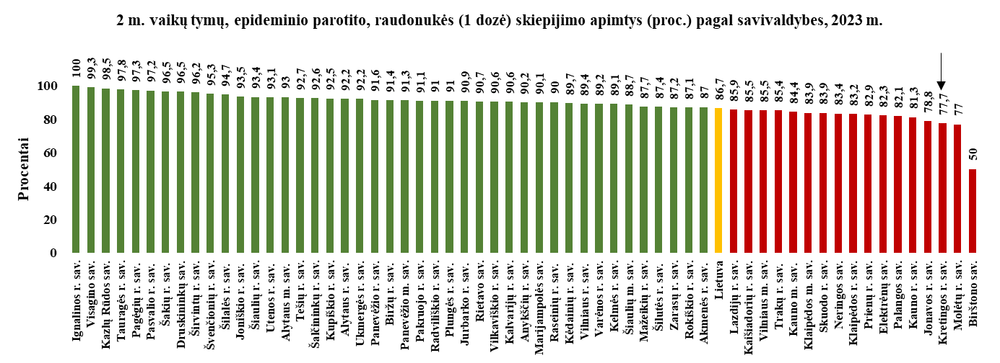 2 m. vaikų tymų, epideminio parotito, raudonukės (1 dozė) skiepijimo apimtys (proc.) pagal savivaldybes, 2023 m.
Procentai
100
80
60
40
20
0
100
99,3
98,5
97,8
97,3
97,2
96,5
96,5
96,2
95,3
94,7
93,5
93,4
93,1
93
92,7
92,6
92,5
92,2
92,2
91,6
91,4
91,3
91,1
91
91
90,9
90,7
90,6
90,6
90,2
90,1
90
89,7
89,4
89,2
89,1
88,7
87,7
87,4
87,2
87,1
87
86,7
85,9
85,5
85,5
85,4
84,4
83,9
83,9
83,4
83,2
82,9
82,3
82,1
81,3
78,8
77,7
77
50
Ignalinos r. sav.
Visagino sav.
Kazlų Rūdos sav.
Tauragės r. sav.
Pagėgių r. sav.
Pasvalio r. sav.
Šakių r. sav.
Druskininkų sav.
Širvintų r. sav.
Švenčionių r. sav.
Šilalės r. sav.
Joniškio r. sav.
Šiaulių r. sav.
Utenos r. sav.
Alytaus m. sav.
Tešių r. sav.
Šalčininkų r. sav.
Kupiškio r. sav.
Alytaus r. sav.
Ukmergės r. sav.
Panevėžio r. sav.
Biržų r. sav.
Panevėžio m. sav.
Pakruojo r. sav.
Radviliškio r. sav.
Plungės r. sav.
Jurbarko r. sav.
Rietavo sav.
Vilkaviškio r. sav.
Kalvarijų r. sav.
Anykščių r. sav.
Marijampolės sav.
Raseinių r. sav.
Kėdainių r. sav.
Vilniaus r. sav.
Varėnos r. sav.
Kelmės r. sav.
Šiaulių m. sav.
Mažeikių r. sav.
Šilutės r. sav.
Zarasų r. sav.
Rokiškio r. sav.
Akmenės r. sav.
Lietuva
Lazdijų r. sav.
Kaišiadorių r. sav.
Vilniaus m. sav.
Trakų r. sav.
Kauno m. sav.
Klaipėdos m. sav.
Skuodo r. sav.
Neringos sav.
Klaipėdos r. sav.
Prienų r. sav.
Elektrėnų sav.
Palangos sav.
Kauno r. sav.
Jonavos r. sav.
Kretingos r. sav.
Molėtų r. sav.
Birštono sav.